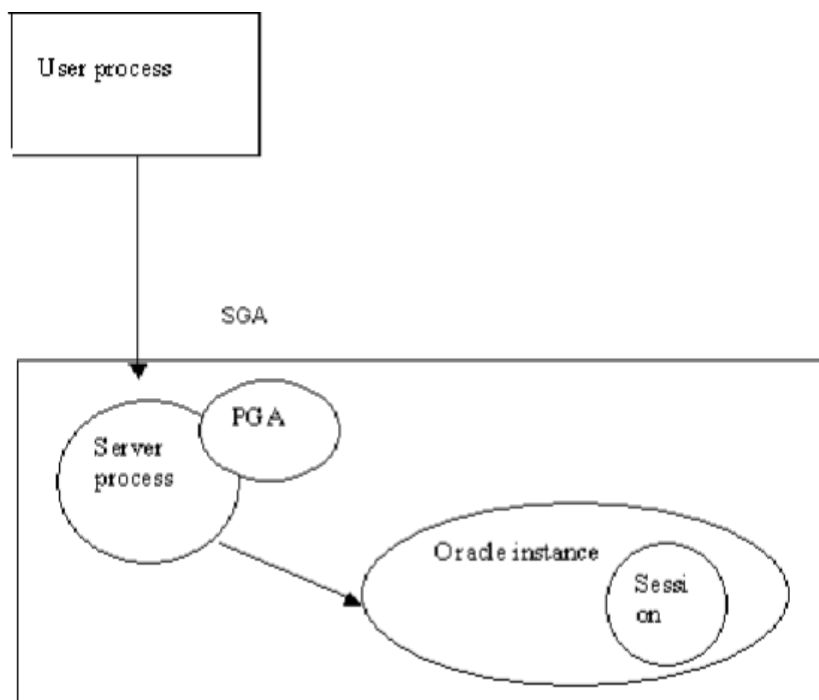 User process
SGA
PGA
Server
process
Oracle instance
Sessi
on